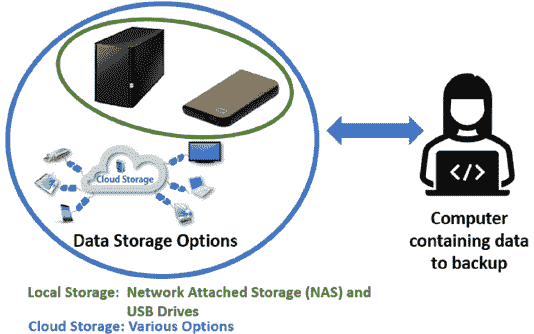 Cloud Storage
Data Storage Options
</>
Computer
containing data
to backup
Local Storage: Network Attached Storage (NAS) and
USB Drives
Cloud Storage: Various Options